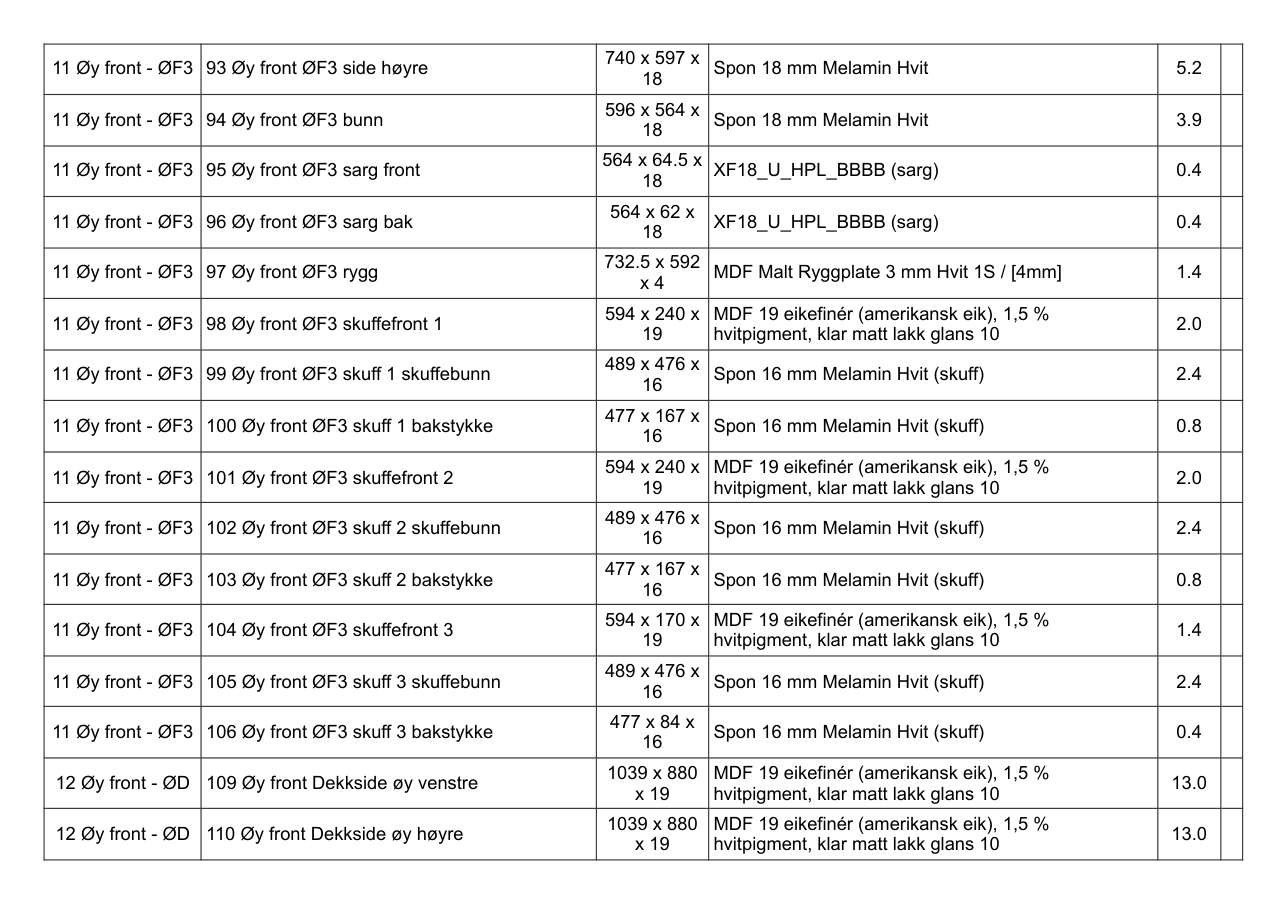 11 Øy front - ØF3 93 Øy front ØF3 side høyre 740 x 597 x 18 Spon 18 mm Melamin Hvit 5.2
11 Øy front - ØF3 94 Øy front ØF3 bunn 596 x 564 x 18 Spon 18 mm Melamin Hvit 3.9
11 Øy front - ØF3 95 Øy front ØF3 sarg front 564 x 64.5 x 18 XF18_U_HPL_BBBB (sarg) 0.4
11 Øy front - ØF3 96 Øy front ØF3 sarg bak 564 x 62 x 18 XF18_U_HPL_BBBB (sarg) 0.4
11 Øy front - ØF3 97 Øy front ØF3 rygg 732.5 x 592 x 4 MDF Malt Ryggplate 3 mm Hvit 1S / [4mm] 1.4
11 Øy front - ØF3 98 Øy front ØF3 skuffefront 1 594 x 240 x 19 MDF 19 eikefinér (amerikansk eik), 1,5 % hvitpigment, klar matt lakk glans 10 2.0
11 Øy front - ØF3 99 Øy front ØF3 skuff 1 skuffebunn 489 x 476 x 16 Spon 16 mm Melamin Hvit (skuff) 2.4
11 Øy front - ØF3 100 Øy front ØF3 skuff 1 bakstykke 477 x 167 x 16 Spon 16 mm Melamin Hvit (skuff) 0.8
11 Øy front - ØF3 101 Øy front ØF3 skuffefront 2 594 x 240 x 19 MDF 19 eikefinér (amerikansk eik), 1,5 % hvitpigment, klar matt lakk glans 10 2.0
11 Øy front - ØF3 102 Øy front ØF3 skuff 2 skuffebunn 489 x 476 x 16 Spon 16 mm Melamin Hvit (skuff) 2.4
11 Øy front - ØF3 103 Øy front ØF3 skuff 2 bakstykke 477 x 167 x 16 Spon 16 mm Melamin Hvit (skuff) 0.8
11 Øy front - ØF3 104 Øy front ØF3 skuffefront 3 594 x 170 x 19 MDF 19 eikefinér (amerikansk eik), 1,5 % hvitpigment, klar matt lakk glans 10 1.4
11 Øy front - ØF3 105 Øy front ØF3 skuff 3 skuffebunn 489 x 476 x 16 Spon 16 mm Melamin Hvit (skuff) 2.4
11 Øy front - ØF3 106 Øy front ØF3 skuff 3 bakstykke 477 x 84 x 16 Spon 16 mm Melamin Hvit (skuff) 0.4
12 Øy front - ØD 109 Øy front Dekkside øy venstre 1039 x 880 x 19 MDF 19 eikefinér (amerikansk eik), 1,5 % hvitpigment, klar matt lakk glans 10 13.0
12 Øy front - ØD 110 Øy front Dekkside øy høyre 1039 x 880 x 19 MDF 19 eikefinér (amerikansk eik), 1,5 % hvitpigment, klar matt lakk glans 10 13.0